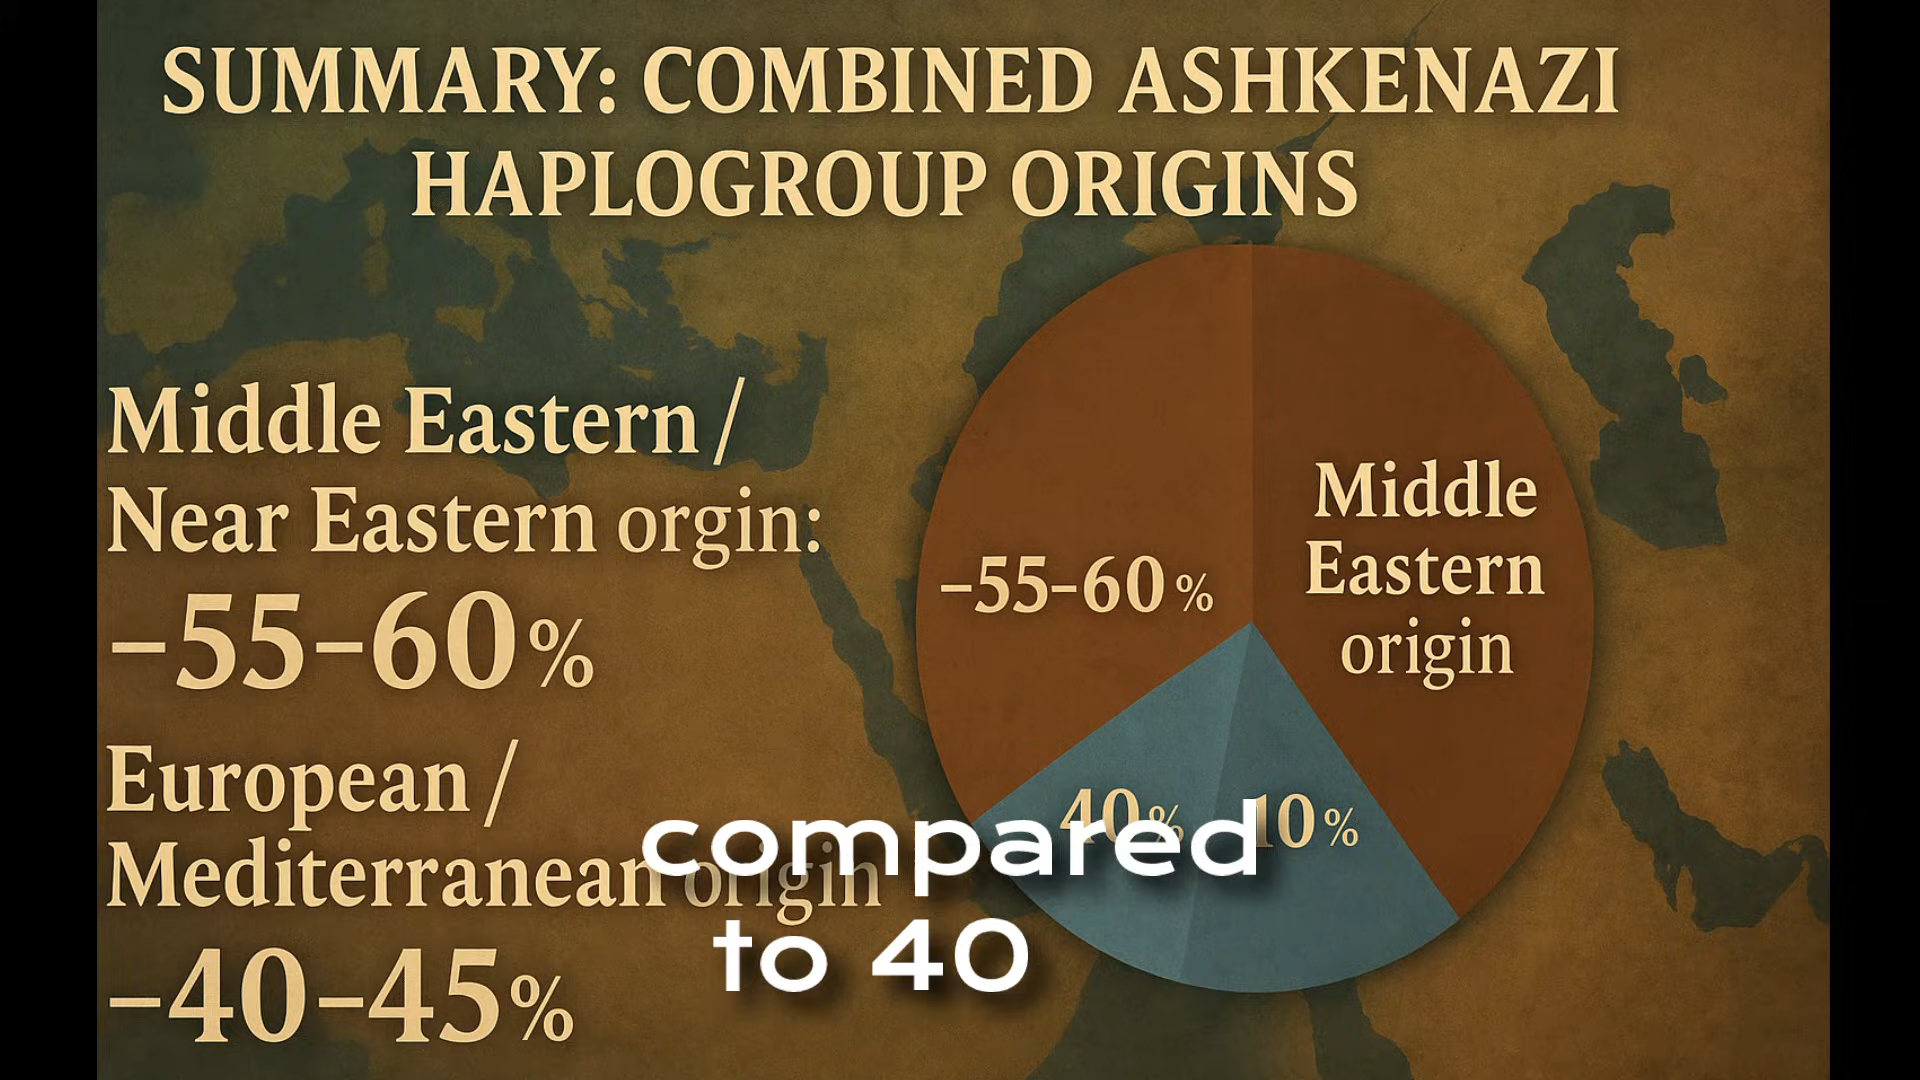 SUMMARY: COMBINED ASHKENAZI
HAPLOGROUP ORIGINS
Middle Eastern /
Near Eastern orgin:
–55–60%
European /
Mediterranean origin
–40–45%
–55–60%
Middle
Eastern
origin
40%
10%
compared
to 40